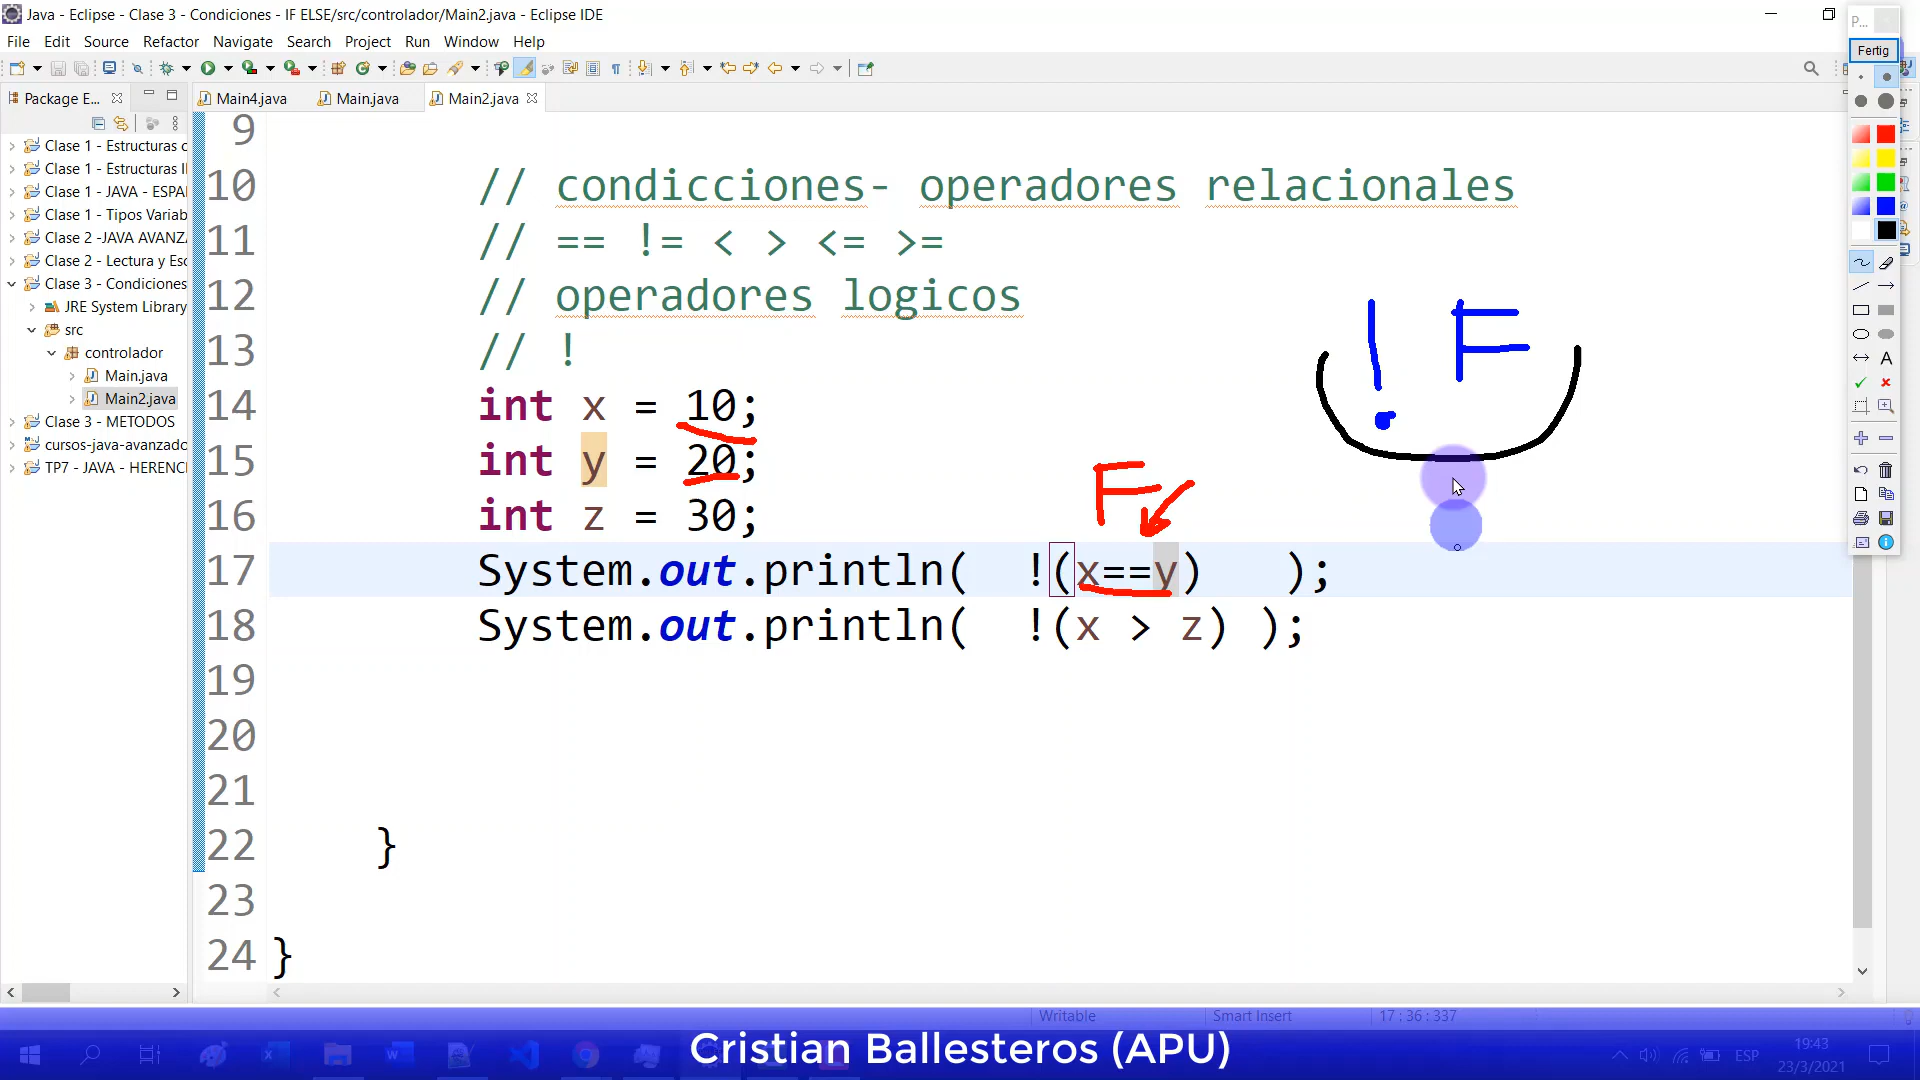 Java - Eclipse - Clase 3 - Condiciones - IF ELSE/src/controlador/Main2.java - Eclipse IDE
File Edit Source Refactor Navigate Search Project Run Window Help
P...
Fertig
Package E...
Main4.java
Main.java
Main2.java
Clase 1 - Estructuras c
Clase 1 - Estructuras I
Clase 1 - JAVA - ESPA
Clase 1 - Tipos Variab
Clase 2 -JAVA AVANZA
Clase 2 - Lectura y Esc
Clase 3 - Condiciones
JRE System Library
src
controlador
Main.java
Main2.java
Clase 3 - METODOS
cursos-java-avanzado
TP7 - JAVA - HERENC
9
10 // condicciones- operadores relacionales
11 // == != < > <= >=
12 // operadores logicos
13 // !
14 int x = 10;
15 int y = 20;
16 int z = 30;
17 System.out.println( !(x==y) );
18 System.out.println( !(x > z) );
19
20
21
22 }
23
24 }
! F
F
A
Writable
Smart Insert
17 : 36 : 337
Cristian Ballesteros (APU)
ESP
19:43
23/3/2021